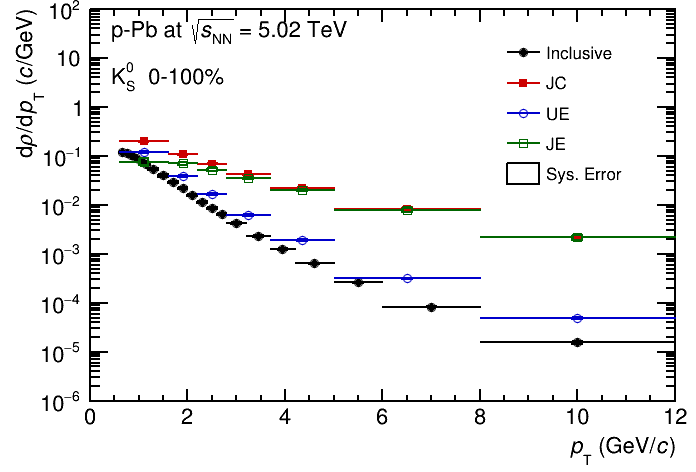 p-Pb at √s_NN = 5.02 TeV
K⁰_S 0-100%
Inclusive
JC
UE
JE
Sys. Error
dρ/dp_T (c/GeV)
10²
10
1
10⁻¹
10⁻²
10⁻³
10⁻⁴
10⁻⁵
10⁻⁶
0 2 4 6 8 10 12
p_T (GeV/c)